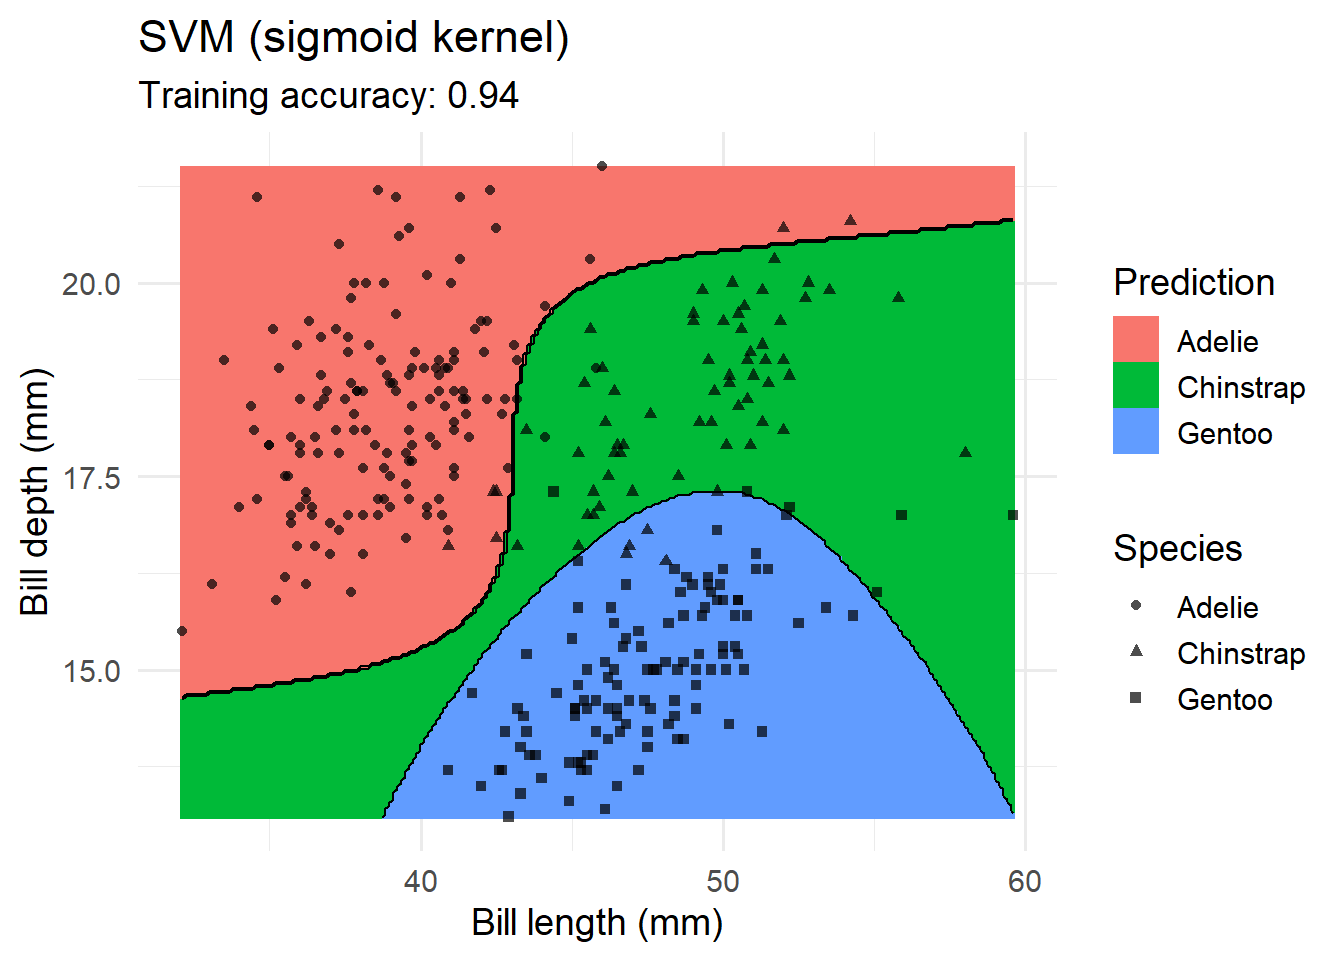 SVM (sigmoid kernel)
Training accuracy: 0.94
20.0
17.5
15.0
Bill depth (mm)
40
50
60
Bill length (mm)
Prediction
Adelie
Chinstrap
Gentoo
Species
Adelie
Chinstrap
Gentoo